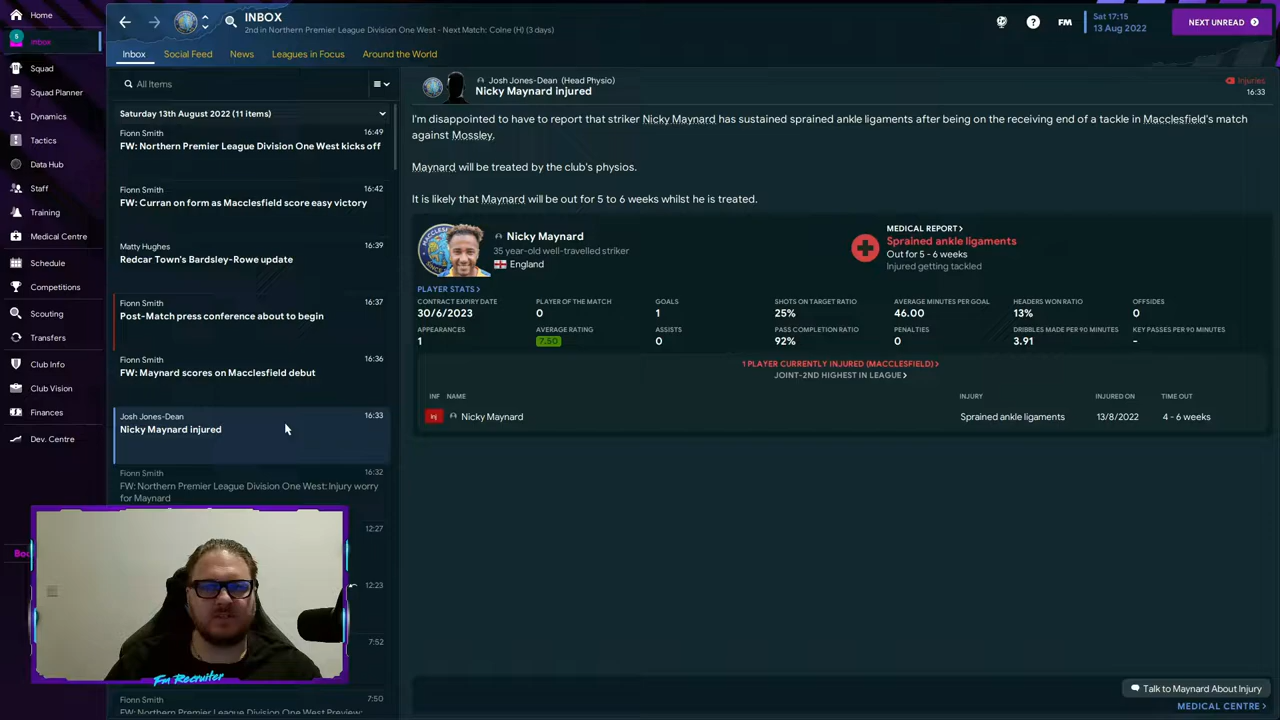 Home
5
Inbox
Squad
Squad Planner
Dynamics
Tactics
Data Hub
Staff
Training
Medical Centre
Schedule
Competitions
Scouting
Transfers
Club Info
Club Vision
Finances
Dev. Centre
INBOX
2nd in Northern Premier League Division One West - Next Match: Colne (H) (3 days)
FM
Sat 17:15
13 Aug 2022
NEXT UNREAD
Inbox
Social Feed
News
Leagues in Focus
Around the World
All Items
Saturday 13th August 2022 (11 items)
Fionn Smith 16:49
FW: Northern Premier League Division One West kicks off
Fionn Smith 16:42
FW: Curran on form as Macclesfield score easy victory
Matty Hughes 16:39
Redcar Town's Bardsley-Rowe update
Fionn Smith 16:37
Post-Match press conference about to begin
Fionn Smith 16:36
FW: Maynard scores on Macclesfield debut
Josh Jones-Dean 16:33
Nicky Maynard injured
Fionn Smith 16:32
FW: Northern Premier League Division One West: Injury worry
for Maynard
12:27
12:23
7:52
Fionn Smith 7:50
FW: Northern Premier League Division One West Preview:
FM Recruiter
Josh Jones-Dean (Head Physio)
Nicky Maynard injured
Injuries
16:33
I'm disappointed to have to report that striker Nicky Maynard has sustained sprained ankle ligaments after being on the receiving end of a tackle in Macclesfield's match
against Mossley.
Maynard will be treated by the club's physios.
It is likely that Maynard will be out for 5 to 6 weeks whilst he is treated.
Nicky Maynard
35 year-old well-travelled striker
England
MEDICAL REPORT >
Sprained ankle ligaments
Out for 5 - 6 weeks
Injured getting tackled
PLAYER STATS >
CONTRACT EXPIRY DATE PLAYER OF THE MATCH GOALS SHOTS ON TARGET RATIO AVERAGE MINUTES PER GOAL HEADERS WON RATIO OFFSIDES
30/6/2023 0 1 25% 46.00 13% 0
APPEARANCES AVERAGE RATING ASSISTS PASS COMPLETION RATIO PENALTIES DRIBBLES MADE PER 90 MINUTES KEY PASSES PER 90 MINUTES
1 7.50 0 92% 0 3.91 -
1 PLAYER CURRENTLY INJURED (MACCLESFIELD) >
JOINT-2ND HIGHEST IN LEAGUE >
INF NAME INJURY INJURED ON TIME OUT
Inj Nicky Maynard Sprained ankle ligaments 13/8/2022 4 - 6 weeks
Talk to Maynard About Injury
MEDICAL CENTRE >